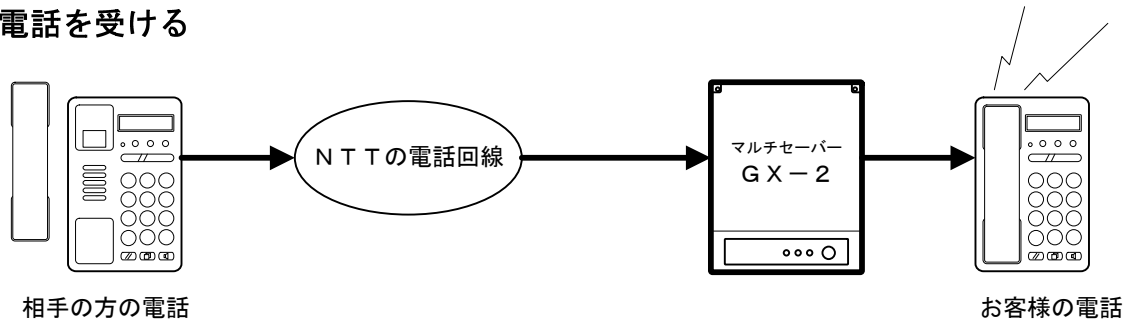 電話を受ける
NTTの電話回線
マルチセーバー
GX-2
相手の方の電話
お客様の電話